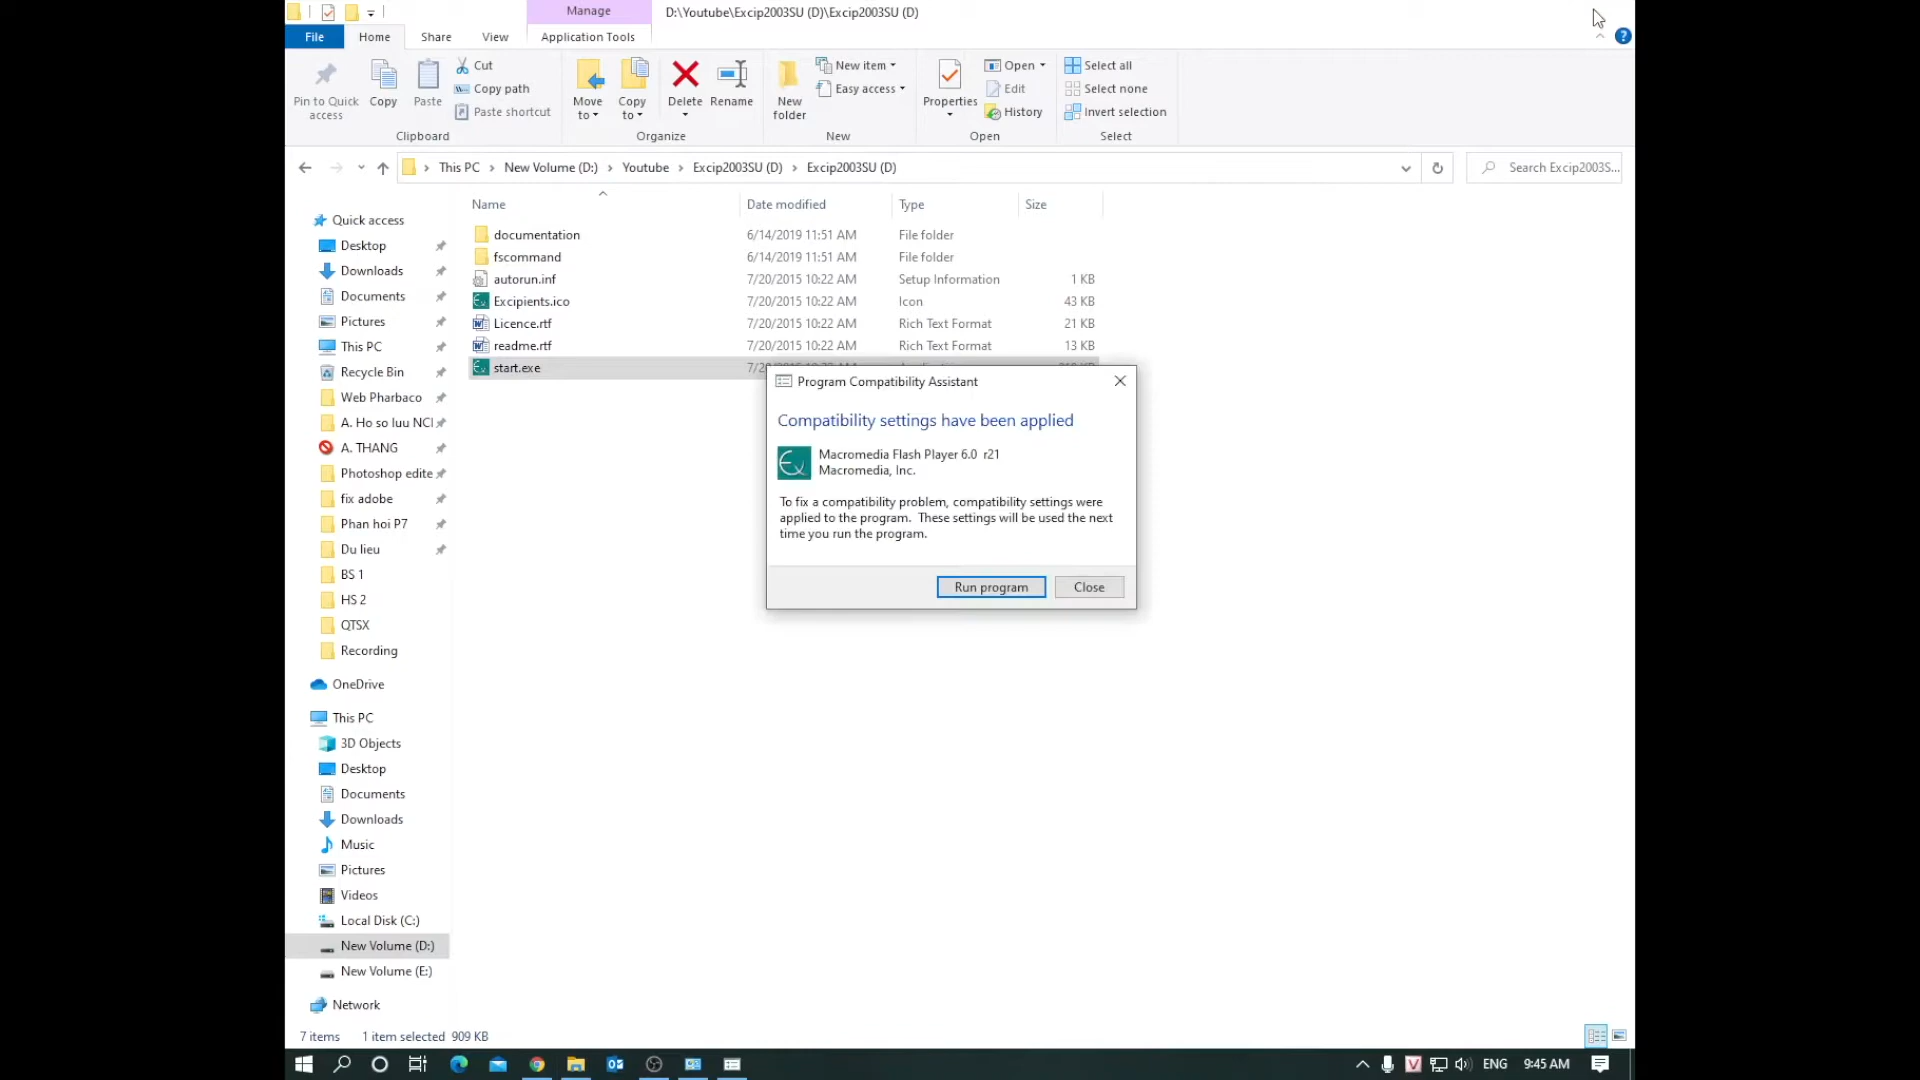 Manage
D:\Youtube\Excip2003SU (D)\Excip2003SU (D)
File
Home
Share
View
Application Tools
Pin to Quick
access
Copy
Paste
Cut
Copy path
Paste shortcut
Clipboard
Move
to
Copy
to
Delete
Rename
Organize
New
folder
New item
Easy access
New
Properties
Open
Edit
History
Open
Select all
Select none
Invert selection
Select
This PC
New Volume (D:)
Youtube
Excip2003SU (D)
Excip2003SU (D)
Search Excip2003S...
Name
Date modified
Type
Size
documentation
6/14/2019 11:51 AM
File folder
fscommand
6/14/2019 11:51 AM
File folder
autorun.inf
7/20/2015 10:22 AM
Setup Information
1 KB
Excipients.ico
7/20/2015 10:22 AM
Icon
43 KB
Licence.rtf
7/20/2015 10:22 AM
Rich Text Format
21 KB
readme.rtf
7/20/2015 10:22 AM
Rich Text Format
13 KB
start.exe
Quick access
Desktop
Downloads
Documents
Pictures
This PC
Recycle Bin
Web Pharbaco
A. Ho so luu NCI
A. THANG
Photoshop edite
fix adobe
Phan hoi P7
Du lieu
BS 1
HS 2
QTSX
Recording
OneDrive
This PC
3D Objects
Desktop
Documents
Downloads
Music
Pictures
Videos
Local Disk (C:)
New Volume (D:)
New Volume (E:)
Network
Program Compatibility Assistant
Compatibility settings have been applied
Ex
Macromedia Flash Player 6.0 r21
Macromedia, Inc.
To fix a compatibility problem, compatibility settings were
applied to the program. These settings will be used the next
time you run the program.
Run program
Close
7 items
1 item selected 909 KB
ENG
9:45 AM